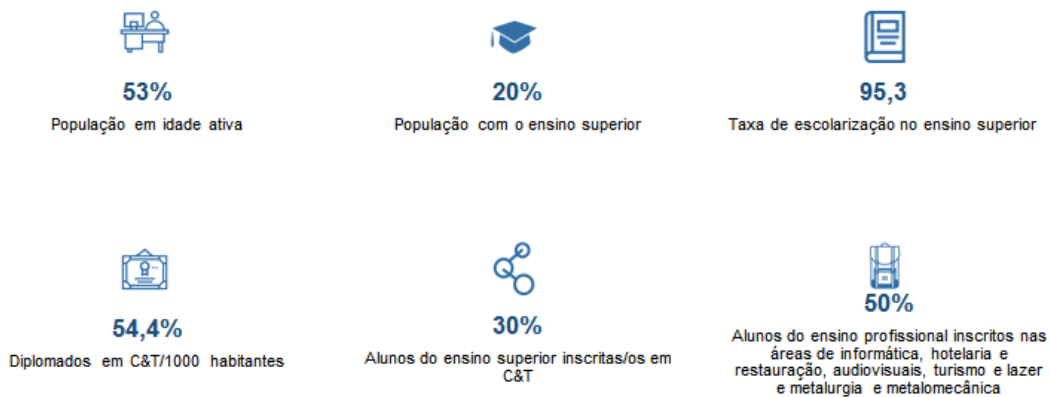 53%
População em idade ativa
20%
População com o ensino superior
95,3
Taxa de escolarização no ensino superior
54,4%
Diplomados em C&T/1000 habitantes
30%
Alunos do ensino superior inscritas/os em
C&T
50%
Alunos do ensino profissional inscritos nas
áreas de informática, hotelaria e
restauração, audiovisuais, turismo e lazer
e metalurgia e metalomecânica